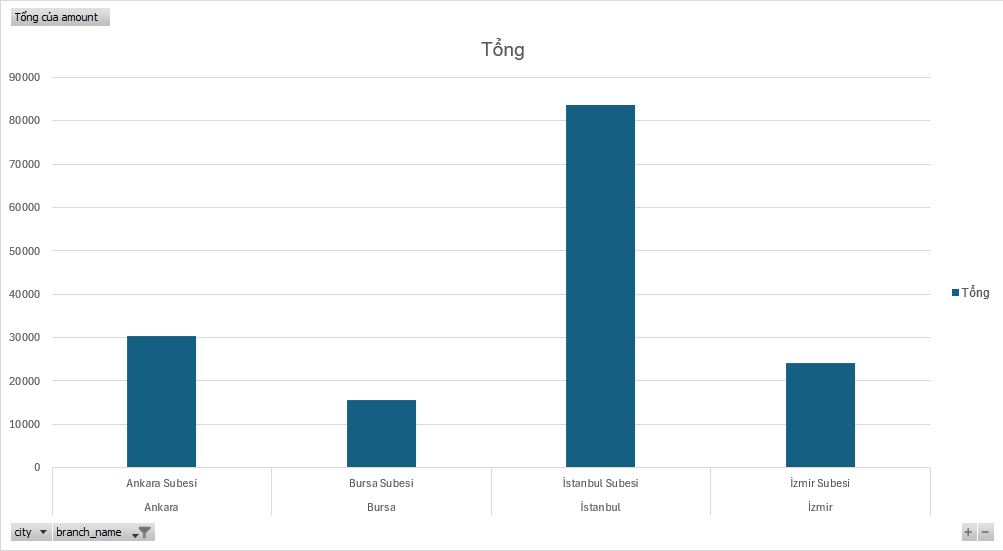 Tổng của amount
Tổng
90000
80000
70000
60000
50000
40000
30000
20000
10000
0
Tổng
Ankara Subesi
Bursa Subesi
İstanbul Subesi
İzmir Subesi
Ankara
Bursa
İstanbul
İzmir
city
branch_name
+ −